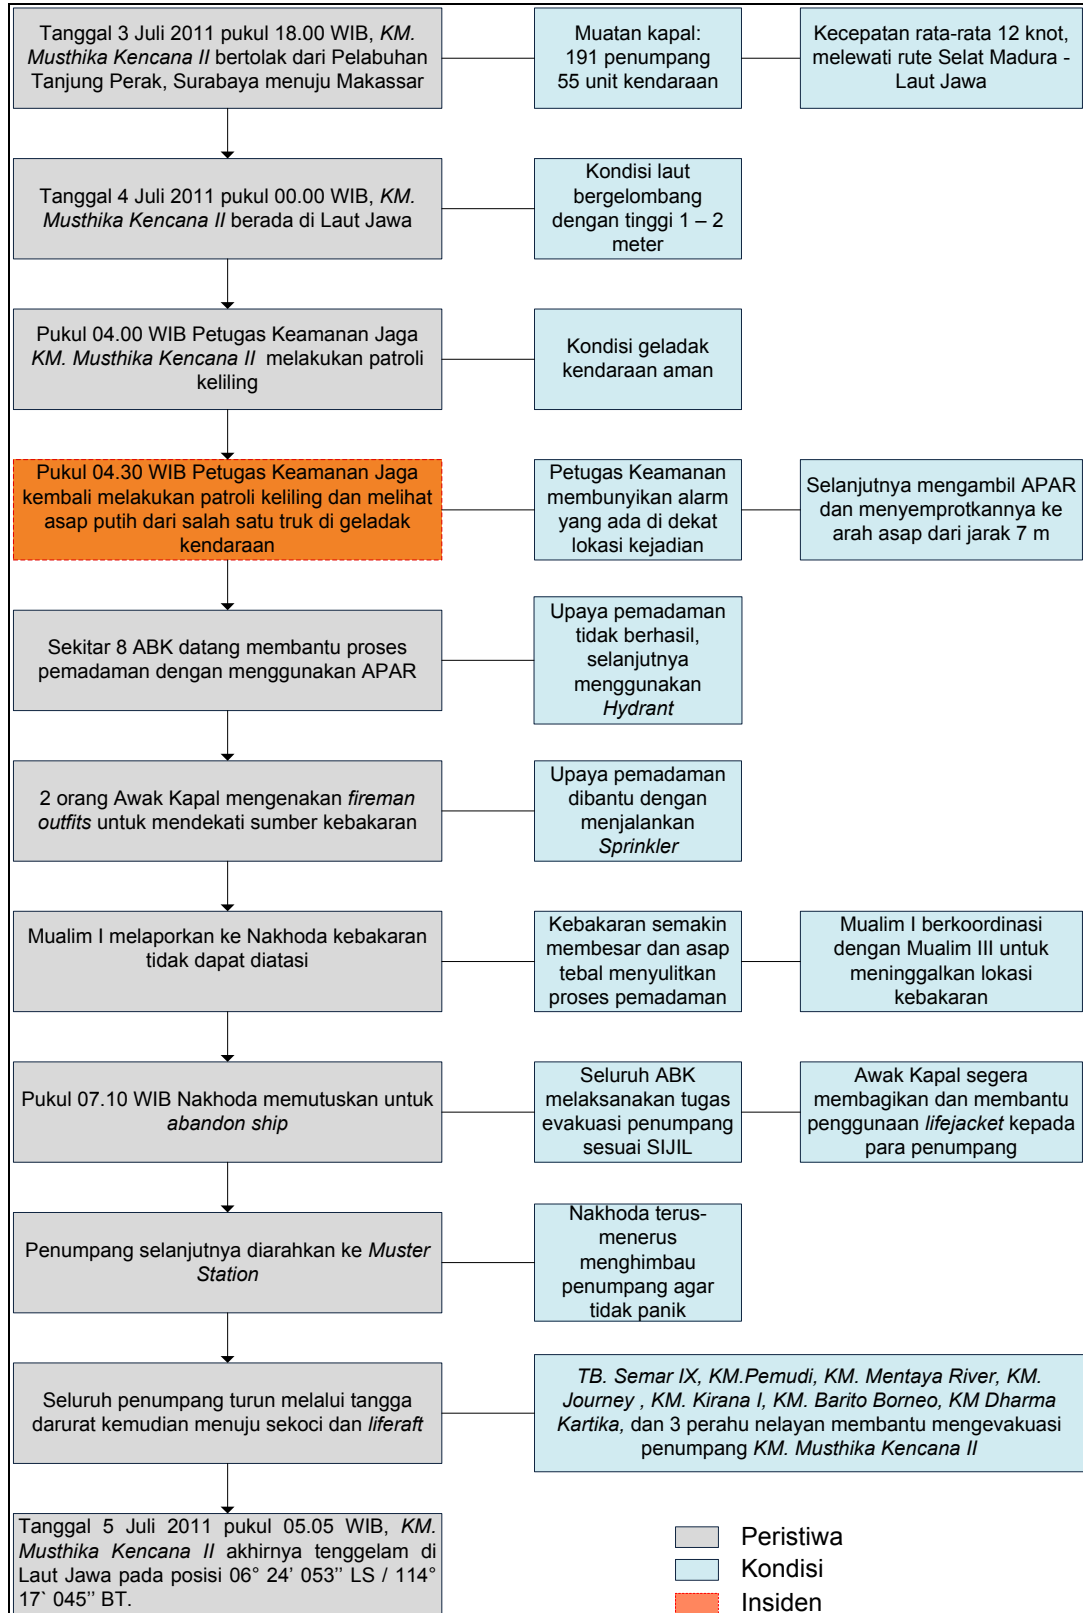 Tanggal 3 Juli 2011 pukul 18.00 WIB, KM.
Musthika Kencana II bertolak dari Pelabuhan
Tanjung Perak, Surabaya menuju Makassar
Muatan kapal:
191 penumpang
55 unit kendaraan
Kecepatan rata-rata 12 knot,
melewati rute Selat Madura -
Laut Jawa
Tanggal 4 Juli 2011 pukul 00.00 WIB, KM.
Musthika Kencana II berada di Laut Jawa
Kondisi laut
bergelombang
dengan tinggi 1 – 2
meter
Pukul 04.00 WIB Petugas Keamanan Jaga
KM. Musthika Kencana II melakukan patroli
keliling
Kondisi geladak
kendaraan aman
Pukul 04.30 WIB Petugas Keamanan Jaga
kembali melakukan patroli keliling dan melihat
asap putih dari salah satu truk di geladak
kendaraan
Petugas Keamanan
membunyikan alarm
yang ada di dekat
lokasi kejadian
Selanjutnya mengambil APAR
dan menyemprotkannya ke
arah asap dari jarak 7 m
Sekitar 8 ABK datang membantu proses
pemadaman dengan menggunakan APAR
Upaya pemadaman
tidak berhasil,
selanjutnya
menggunakan
Hydrant
2 orang Awak Kapal mengenakan fireman
outfits untuk mendekati sumber kebakaran
Upaya pemadaman
dibantu dengan
menjalankan
Sprinkler
Mualim I melaporkan ke Nakhoda kebakaran
tidak dapat diatasi
Kebakaran semakin
membesar dan asap
tebal menyulitkan
proses pemadaman
Mualim I berkoordinasi
dengan Mualim III untuk
meninggalkan lokasi
kebakaran
Pukul 07.10 WIB Nakhoda memutuskan untuk
abandon ship
Seluruh ABK
melaksanakan tugas
evakuasi penumpang
sesuai SIJIL
Awak Kapal segera
membagikan dan membantu
penggunaan lifejacket kepada
para penumpang
Penumpang selanjutnya diarahkan ke Muster
Station
Nakhoda terus-
menerus
menghimbau
penumpang agar
tidak panik
Seluruh penumpang turun melalui tangga
darurat kemudian menuju sekoci dan liferaft
TB. Semar IX, KM.Pemudi, KM. Mentaya River, KM.
Journey , KM. Kirana I, KM. Barito Borneo, KM Dharma
Kartika, dan 3 perahu nelayan membantu mengevakuasi
penumpang KM. Musthika Kencana II
Tanggal 5 Juli 2011 pukul 05.05 WIB, KM.
Musthika Kencana II akhirnya tenggelam di
Laut Jawa pada posisi 06° 24’ 053’’ LS / 114°
17` 045’’ BT.
Peristiwa
Kondisi
Insiden